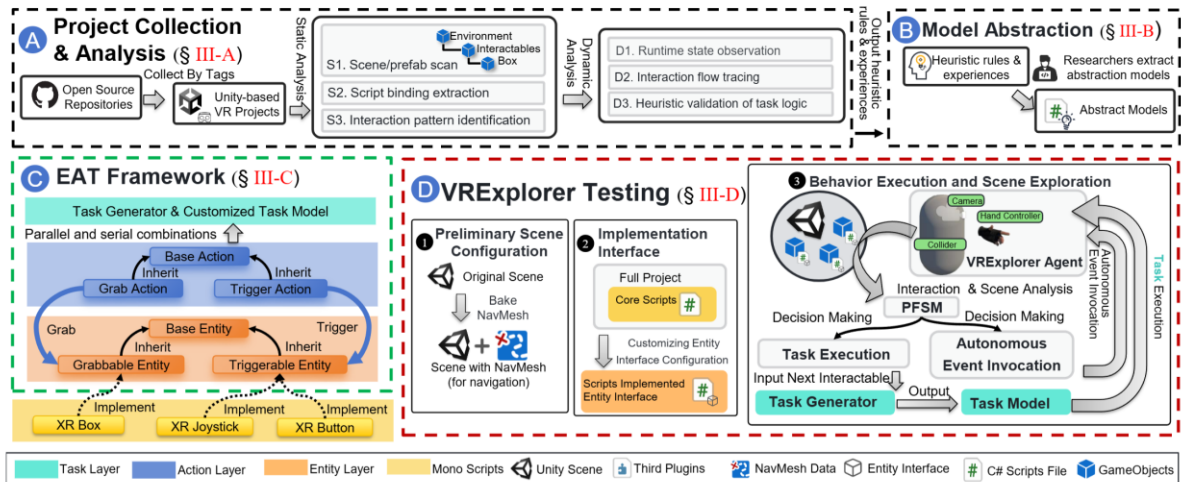 A Project Collection
& Analysis (§ III-A)
Open Source
Repositories
Collect By Tags
Unity-based
VR Projects
Static Analysis
Environment
Interactables
Box
S1. Scene/prefab scan
S2. Script binding extraction
S3. Interaction pattern identification
Dynamic
Analysis
D1. Runtime state observation
D2. Interaction flow tracing
D3. Heuristic validation of task logic
Output heuristic
rules & experiences
B Model Abstraction (§ III-B)
Heuristic rules &
experiences
Researchers extract
abstraction models
#
Abstract Models
C EAT Framework (§ III-C)
Task Generator & Customized Task Model
Parallel and serial combinations
Base Action
Inherit
Inherit
Grab Action
Trigger Action
Grab
Trigger
Base Entity
Inherit
Inherit
Grabbable Entity
Triggerable Entity
Implement
Implement
Implement
XR Box
XR Joystick
XR Button
D VRExplorer Testing (§ III-D)
1 Preliminary Scene
Configuration
Original Scene
Bake
NavMesh
+
Scene with NavMesh
(for navigation)
2 Implementation
Interface
Full Project
Core Scripts #
Customizing Entity
Interface Configuration
Scripts Implemented
Entity Interface
#
3 Behavior Execution and Scene Exploration
Camera
Hand Controller
Collider
VRExplorer Agent
Interaction & Scene Analysis
PFSM
Decision Making
Decision Making
Task Execution
Autonomous
Event Invocation
Input Next Interactable
Task Generator
Output
Task Model
Autonomous
Event Invocation
Task Execution
Task Layer
Action Layer
Entity Layer
Mono Scripts
Unity Scene
Third Plugins
NavMesh Data
Entity Interface
# C# Scripts File
GameObjects